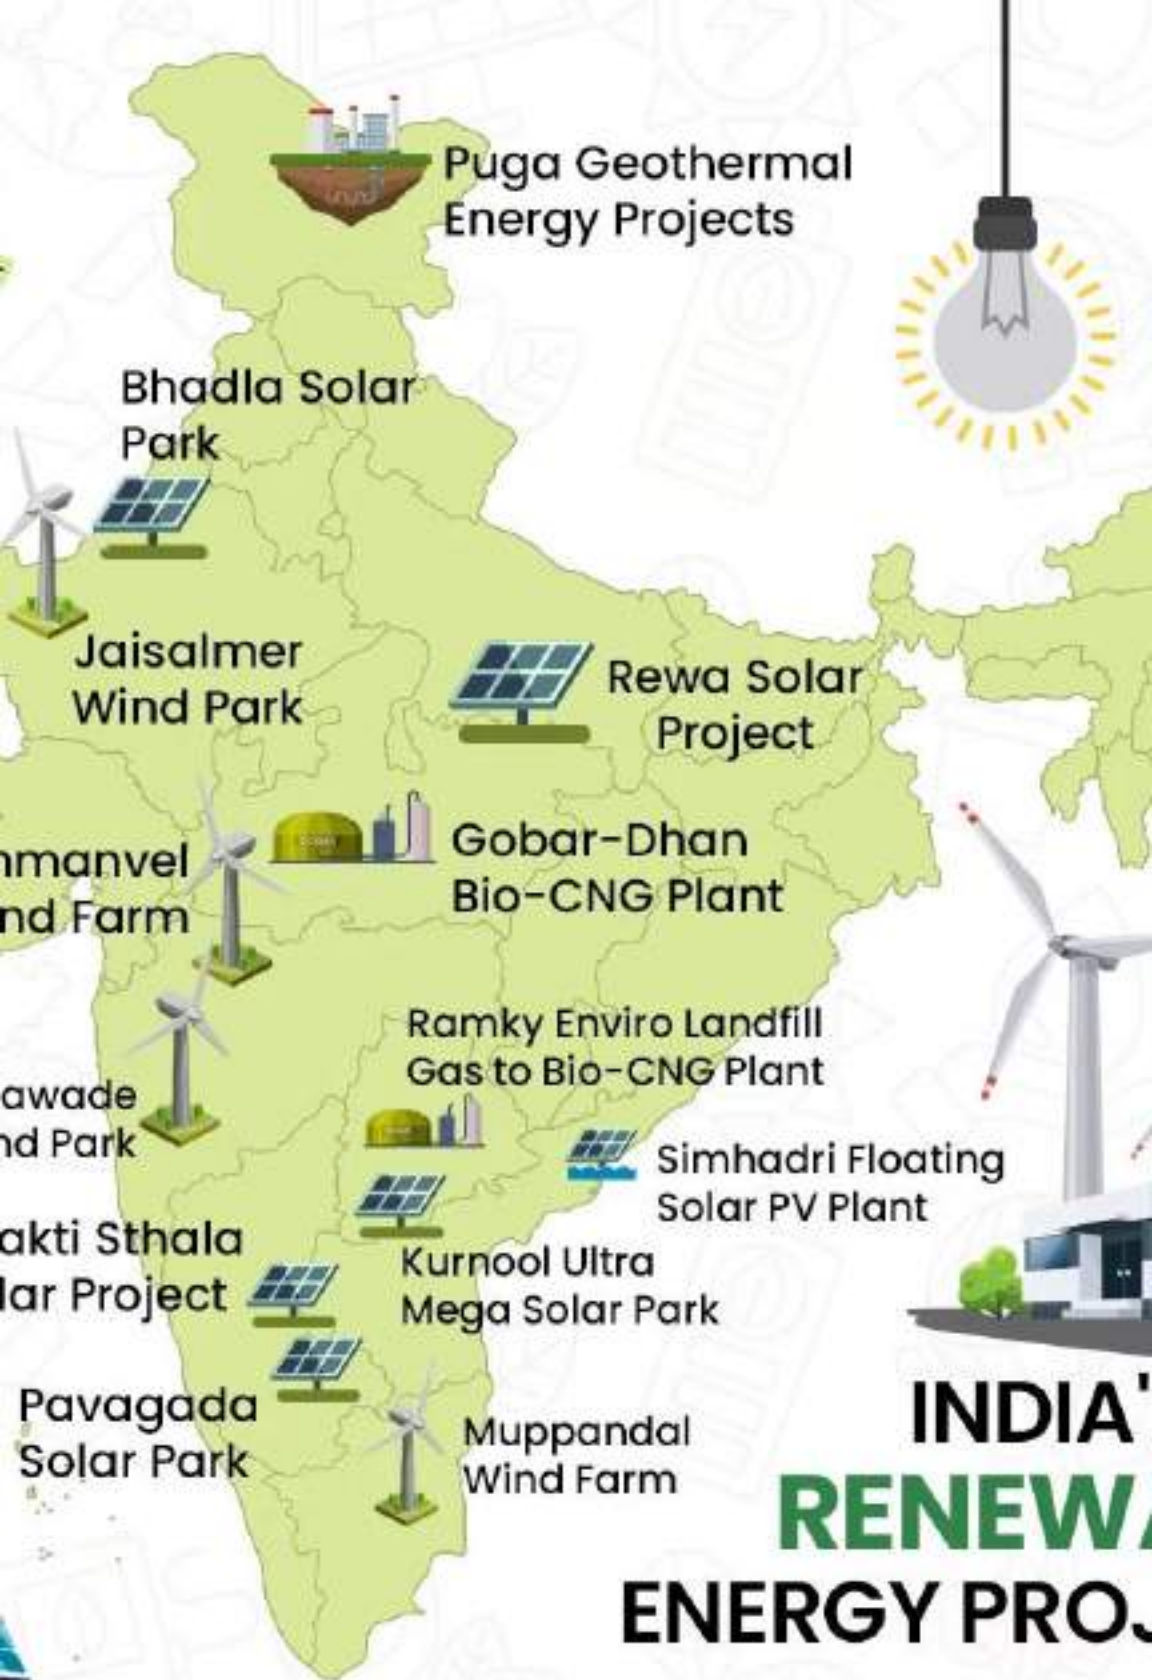 Puga Geothermal
Energy Projects
Bhadla Solar
Park
Jaisalmer
Wind Park
Rewa Solar
Project
nmanvel
nd Farm
Gobar-Dhan
Bio-CNG Plant
Ramky Enviro Landfill
Gas to Bio-CNG Plant
awade
nd Park
Simhadri Floating
Solar PV Plant
akti Sthala
lar Project
Kurnool Ultra
Mega Solar Park
Pavagada
Solar Park
Muppandal
Wind Farm
INDIA'
RENEWA
ENERGY PROJ